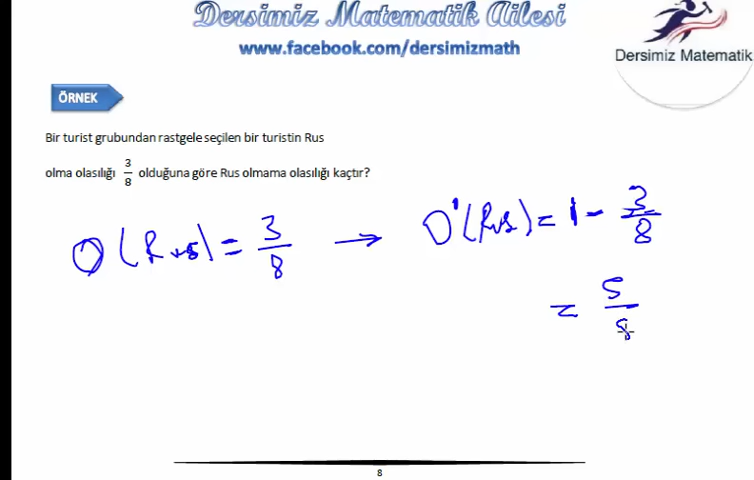 Dersimiz Matematik Ailesi
www.facebook.com/dersimizmath
Dersimiz Matematik
ÖRNEK
Bir turist grubundan rastgele seçilen bir turistin Rus
olma olasılığı 3/8 olduğuna göre Rus olmama olasılığı kaçtır?
O(Rus) = 3/8 → O'(Rus) = 1 - 3/8
= 5/8
8